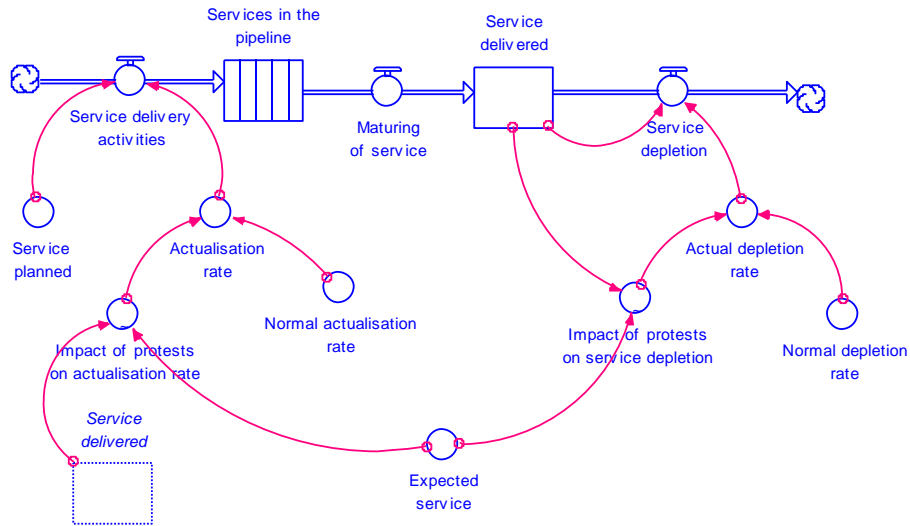 Services in the
pipeline
Service
delivered
Service delivery
activities
Maturing
of service
Service
depletion
Service
planned
Actualisation
rate
Actual depletion
rate
Normal actualisation
rate
Impact of protests
on actualisation rate
Impact of protests
on service depletion
Normal depletion
rate
Service
delivered
Expected
service